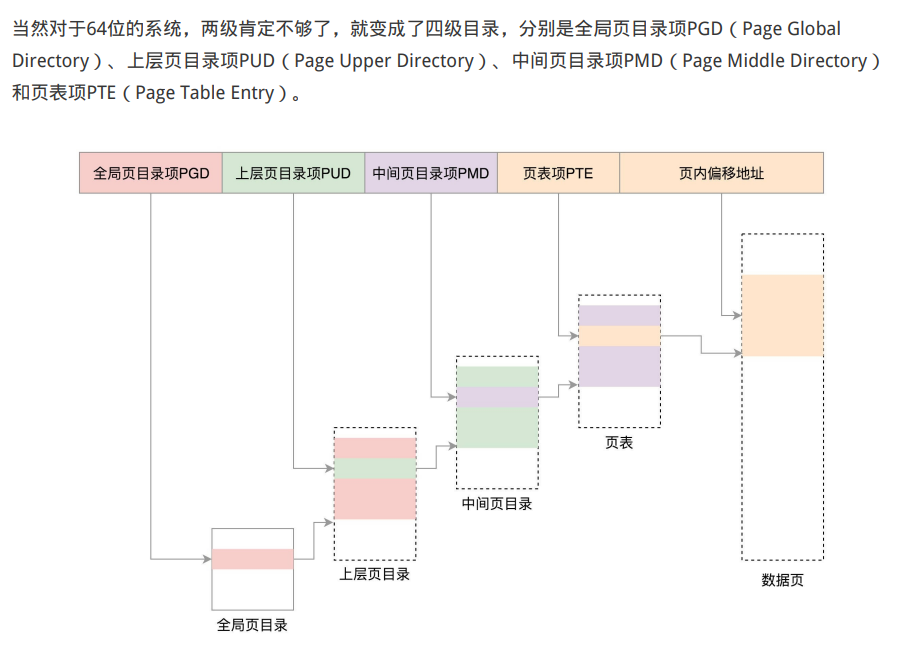 当然对于64位的系统，两级肯定不够了，就变成了四级目录，分别是全局页目录项PGD（Page Global
Directory）、上层页目录项PUD（Page Upper Directory）、中间页目录项PMD（Page Middle Directory）
和页表项PTE（Page Table Entry）。
全局页目录项PGD
上层页目录项PUD
中间页目录项PMD
页表项PTE
页内偏移地址
页表
中间页目录
上层页目录
数据页
全局页目录